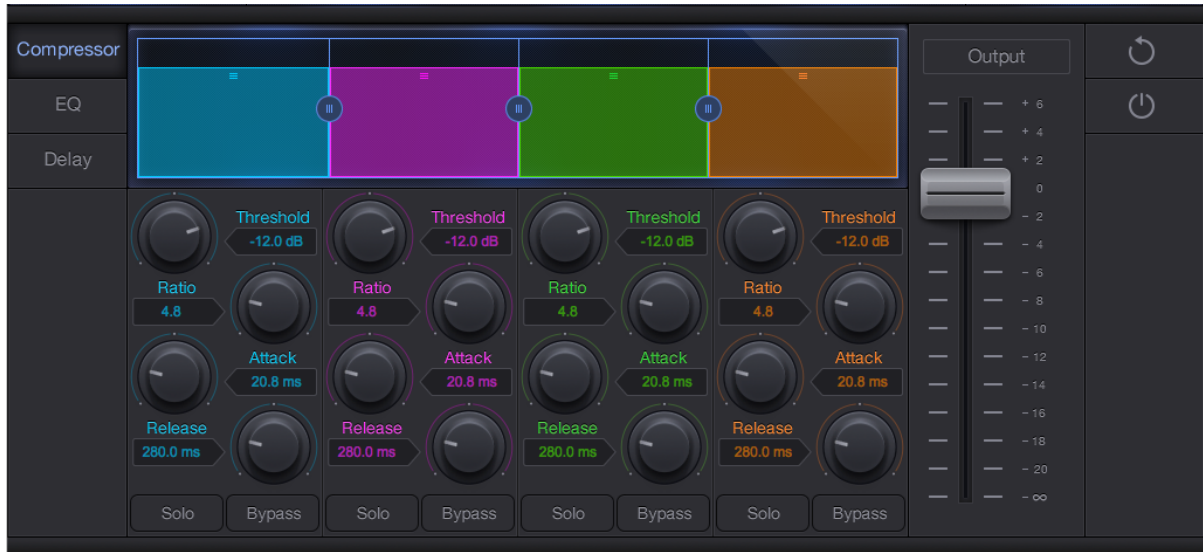 Compressor
EQ
Delay
Threshold
-12.0 dB
Ratio
4.8
Attack
20.8 ms
Release
280.0 ms
Solo Bypass
Threshold
-12.0 dB
Ratio
4.8
Attack
20.8 ms
Release
280.0 ms
Solo Bypass
Threshold
-12.0 dB
Ratio
4.8
Attack
20.8 ms
Release
280.0 ms
Solo Bypass
Threshold
-12.0 dB
Ratio
4.8
Attack
20.8 ms
Release
280.0 ms
Solo Bypass
Output
+ 6
+ 4
+ 2
0
- 2
- 4
- 6
- 8
- 10
- 12
- 14
- 16
- 18
- 20
- ∞